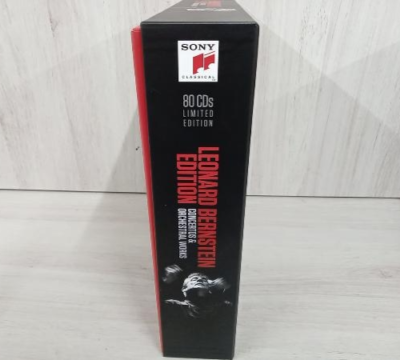 SONY
CLASSICAL
80 CDs
LIMITED
EDITION
LEONARD BERNSTEIN
EDITION
CONCERTOS &
ORCHESTRAL WORKS